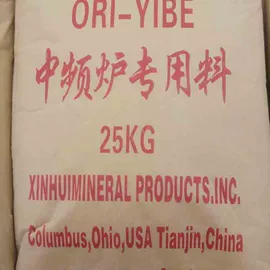 ORI-YIBE
中频炉专用料
25KG
XINHUIMINERAL PRODUCTS.INC.
Columbus,Ohio,USA Tianjin,China